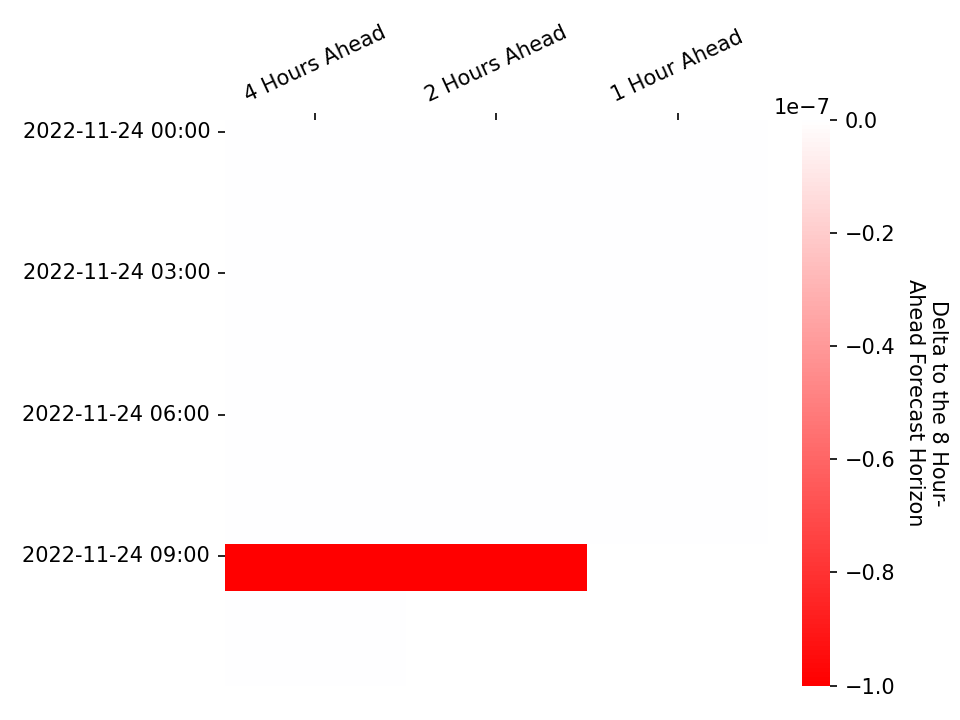 4 Hours Ahead
2 Hours Ahead
1 Hour Ahead
1e−7
2022-11-24 00:00
2022-11-24 03:00
2022-11-24 06:00
2022-11-24 09:00
0.0
−0.2
−0.4
−0.6
−0.8
−1.0
Delta to the 8 Hour-
Ahead Forecast Horizon